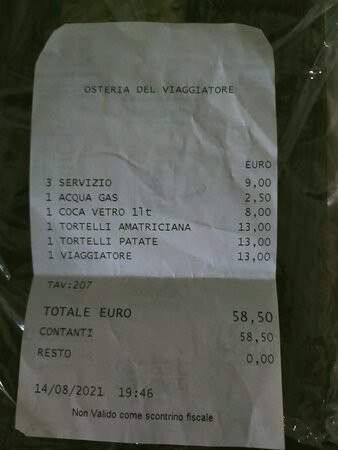 OSTERIA DEL VIAGGIATORE
EURO
3 SERVIZIO 9,00
1 ACQUA GAS 2,50
1 COCA VETRO 1lt 8,00
1 TORTELLI AMATRICIANA 13,00
1 TORTELLI PATATE 13,00
1 VIAGGIATORE 13,00
TAV:207
TOTALE EURO 58,50
CONTANTI 58,50
RESTO 0,00
14/08/2021 19:46
Non Valido come scontrino fiscale